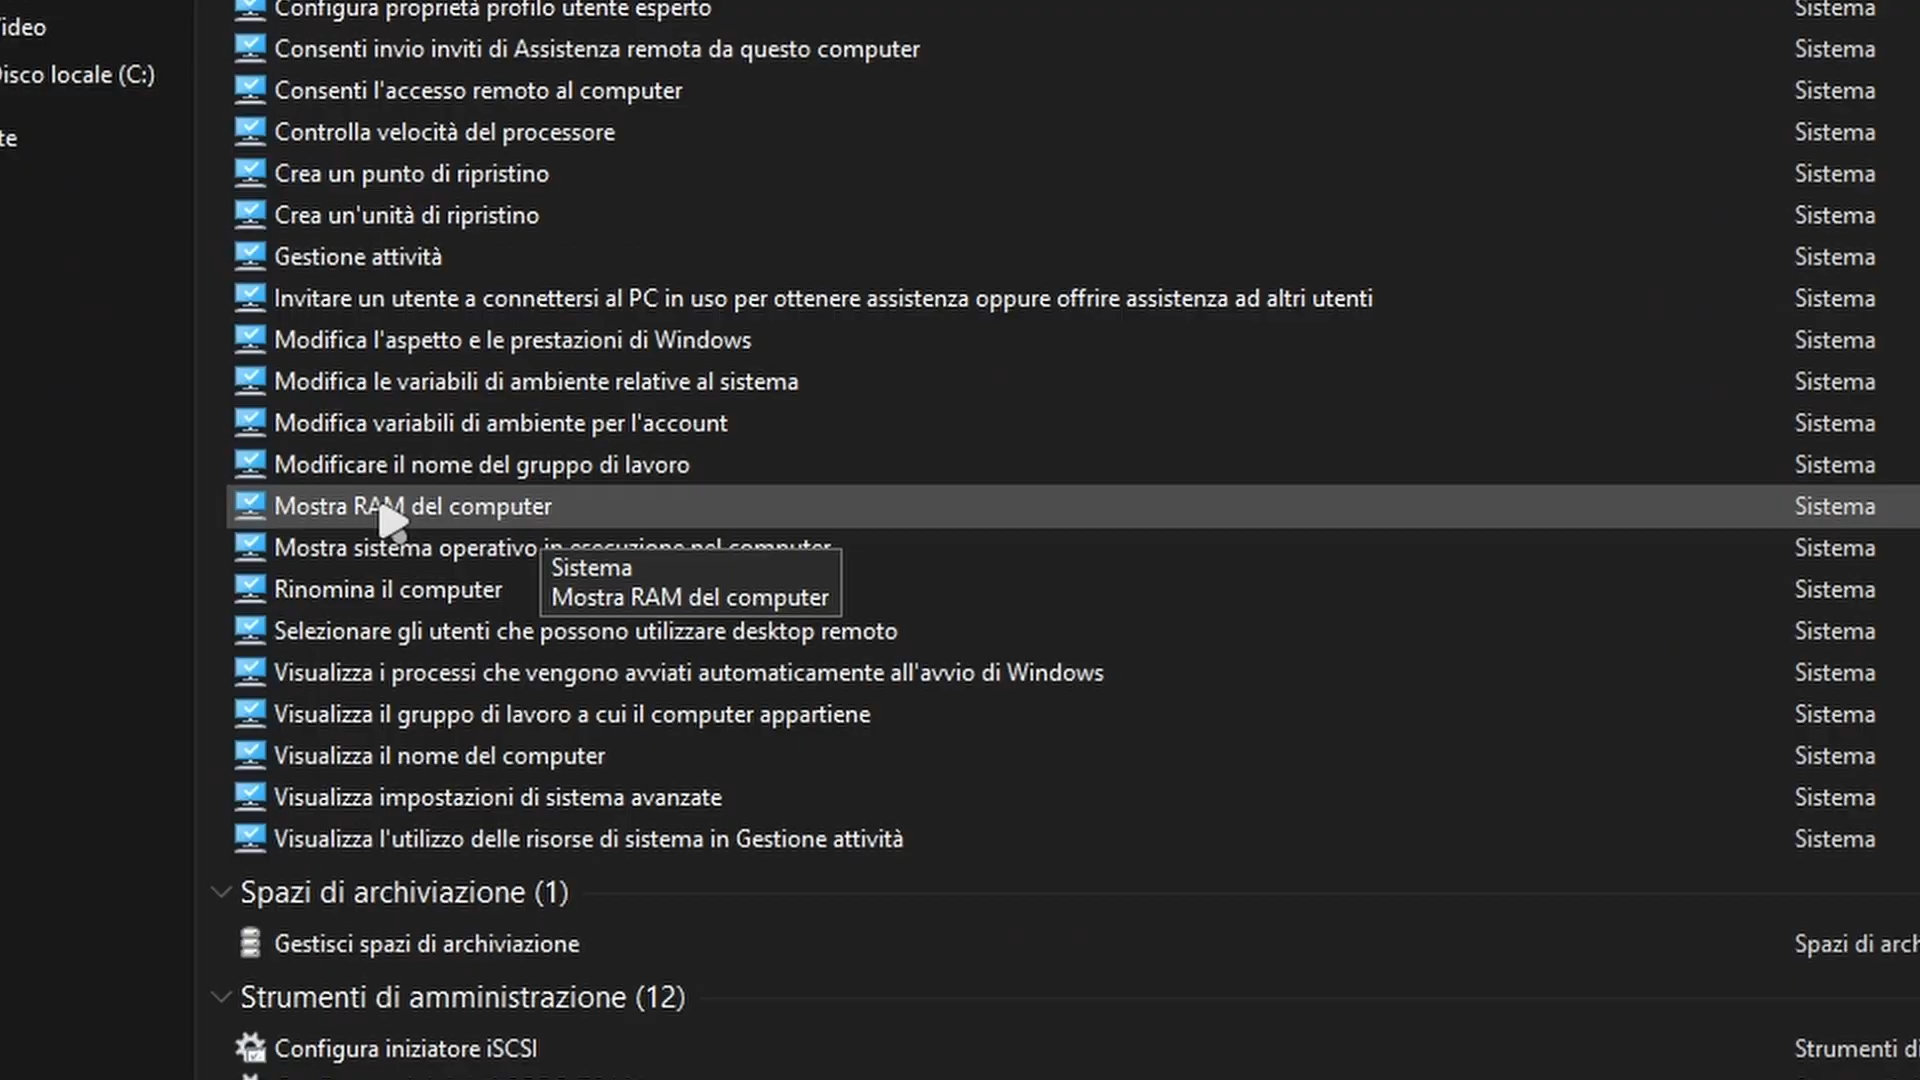 Video
Disco locale (C:)
te
Configura proprietà profilo utente esperto Sistema
Consenti invio inviti di Assistenza remota da questo computer Sistema
Consenti l'accesso remoto al computer Sistema
Controlla velocità del processore Sistema
Crea un punto di ripristino Sistema
Crea un'unità di ripristino Sistema
Gestione attività Sistema
Invitare un utente a connettersi al PC in uso per ottenere assistenza oppure offrire assistenza ad altri utenti Sistema
Modifica l'aspetto e le prestazioni di Windows Sistema
Modifica le variabili di ambiente relative al sistema Sistema
Modifica variabili di ambiente per l'account Sistema
Modificare il nome del gruppo di lavoro Sistema
Mostra RAM del computer Sistema
Mostra sistema operativo in esecuzione nel computer Sistema
Sistema
Mostra RAM del computer
Rinomina il computer Sistema
Selezionare gli utenti che possono utilizzare desktop remoto Sistema
Visualizza i processi che vengono avviati automaticamente all'avvio di Windows Sistema
Visualizza il gruppo di lavoro a cui il computer appartiene Sistema
Visualizza il nome del computer Sistema
Visualizza impostazioni di sistema avanzate Sistema
Visualizza l'utilizzo delle risorse di sistema in Gestione attività Sistema
Spazi di archiviazione (1)
Gestisci spazi di archiviazione Spazi di arch
Strumenti di amministrazione (12)
Configura iniziatore iSCSI Strumenti di